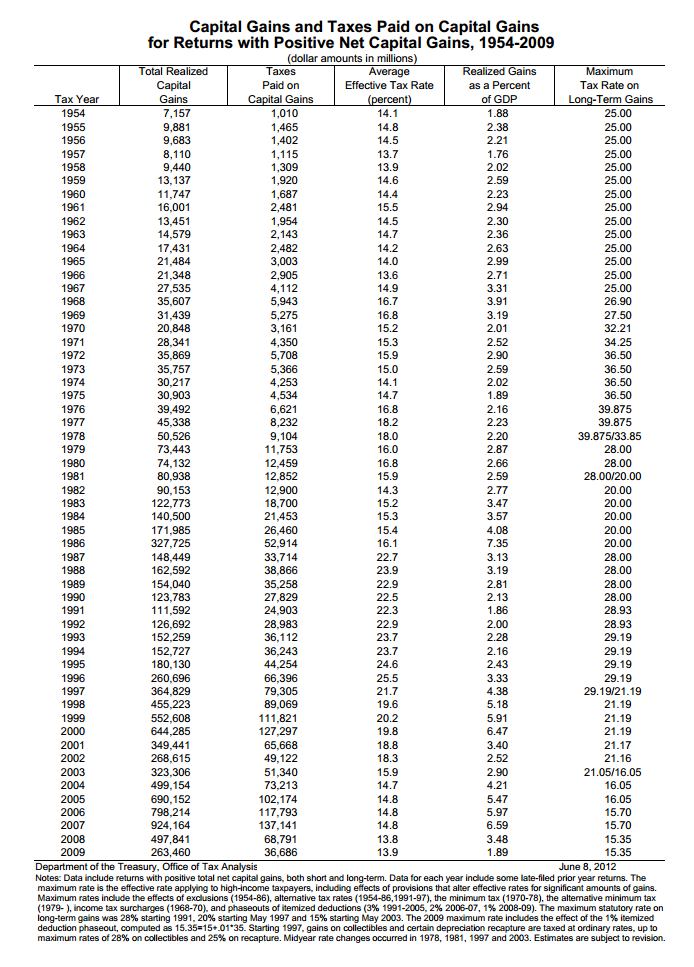 Capital Gains and Taxes Paid on Capital Gains
for Returns with Positive Net Capital Gains, 1954-2009
(dollar amounts in millions)
Total Realized Taxes Average Realized Gains Maximum
Capital Paid on Effective Tax Rate as a Percent Tax Rate on
Tax Year Gains Capital Gains (percent) of GDP Long-Term Gains
1954 7,157 1,010 14.1 1.88 25.00
1955 9,881 1,465 14.8 2.38 25.00
1956 9,683 1,402 14.5 2.21 25.00
1957 8,110 1,115 13.7 1.76 25.00
1958 9,440 1,309 13.9 2.02 25.00
1959 13,137 1,920 14.6 2.59 25.00
1960 11,747 1,687 14.4 2.23 25.00
1961 16,001 2,481 15.5 2.94 25.00
1962 13,451 1,954 14.5 2.30 25.00
1963 14,579 2,143 14.7 2.36 25.00
1964 17,431 2,482 14.2 2.63 25.00
1965 21,484 3,003 14.0 2.99 25.00
1966 21,348 2,905 13.6 2.71 25.00
1967 27,535 4,112 14.9 3.31 25.00
1968 35,607 5,943 16.7 3.91 26.90
1969 31,439 5,275 16.8 3.19 27.50
1970 20,848 3,161 15.2 2.01 32.21
1971 28,341 4,350 15.3 2.52 34.25
1972 35,869 5,708 15.9 2.90 36.50
1973 35,757 5,366 15.0 2.59 36.50
1974 30,217 4,253 14.1 2.02 36.50
1975 30,903 4,534 14.7 1.89 36.50
1976 39,492 6,621 16.8 2.16 39.875
1977 45,338 8,232 18.2 2.23 39.875
1978 50,526 9,104 18.0 2.20 39.875/33.85
1979 73,443 11,753 16.0 2.87 28.00
1980 74,132 12,459 16.8 2.66 28.00
1981 80,938 12,852 15.9 2.59 28.00/20.00
1982 90,153 12,900 14.3 2.77 20.00
1983 122,773 18,700 15.2 3.47 20.00
1984 140,500 21,453 15.3 3.57 20.00
1985 171,985 26,460 15.4 4.08 20.00
1986 327,725 52,914 16.1 7.35 20.00
1987 148,449 33,714 22.7 3.13 28.00
1988 162,592 38,866 23.9 3.19 28.00
1989 154,040 35,258 22.9 2.81 28.00
1990 123,783 27,829 22.5 2.13 28.00
1991 111,592 24,903 22.3 1.86 28.93
1992 126,692 28,983 22.9 2.00 28.93
1993 152,259 36,112 23.7 2.28 29.19
1994 152,727 36,243 23.7 2.16 29.19
1995 180,130 44,254 24.6 2.43 29.19
1996 260,696 66,396 25.5 3.33 29.19
1997 364,829 79,305 21.7 4.38 29.19/21.19
1998 455,223 89,069 19.6 5.18 21.19
1999 552,608 111,821 20.2 5.91 21.19
2000 644,285 127,297 19.8 6.47 21.19
2001 349,441 65,668 18.8 3.40 21.17
2002 268,615 49,122 18.3 2.52 21.16
2003 323,306 51,340 15.9 2.90 21.05/16.05
2004 499,154 73,213 14.7 4.21 16.05
2005 690,152 102,174 14.8 5.47 16.05
2006 798,214 117,793 14.8 5.97 15.70
2007 924,164 137,141 14.8 6.59 15.70
2008 497,841 68,791 13.8 3.48 15.35
2009 263,460 36,686 13.9 1.89 15.35
Department of the Treasury, Office of Tax Analysis June 8, 2012
Notes: Data include returns with positive total net capital gains, both short and long-term. Data for each year include some late-filed prior year returns. The
maximum rate is the effective rate applying to high-income taxpayers, including effects of provisions that alter effective rates for significant amounts of gains.
Maximum rates include the effects of exclusions (1954-86), alternative tax rates (1954-86,1991-97), the minimum tax (1970-78), the alternative minimum tax
(1979- ), income tax surcharges (1968-70), and phaseouts of itemized deductions (3% 1991-2005, 2% 2006-07, 1% 2008-09). The maximum statutory rate on
long-term gains was 28% starting 1991, 20% starting May 1997 and 15% starting May 2003. The 2009 maximum rate includes the effect of the 1% itemized
deduction phaseout, computed as 15.35=15+.01*35. Starting 1997, gains on collectibles and certain depreciation recapture are taxed at ordinary rates, up to
maximum rates of 28% on collectibles and 25% on recapture. Midyear rate changes occurred in 1978, 1981, 1997 and 2003. Estimates are subject to revision.